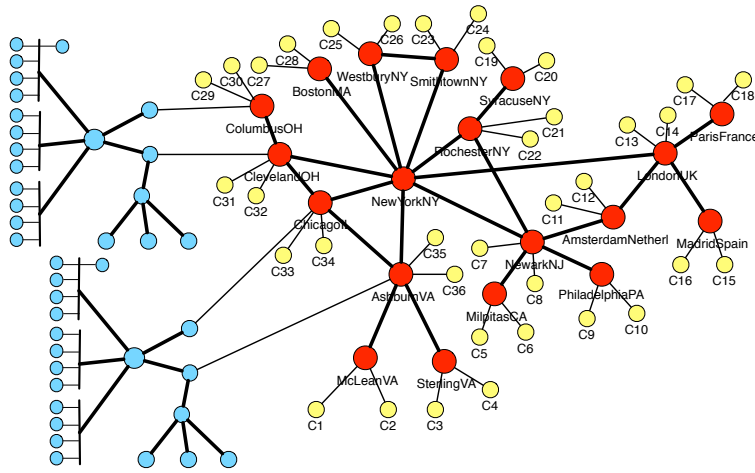 C24
C26
C23
C25
C28
C19
C30
C27
C20
C18
C17
C29
WestburyNY
SmithtownNY
BostonMA
SyracuseNY
C21
C14
ParisFrance
ColumbusOH
C13
C22
RochesterNY
ClevelandOH
LondonUK
C12
NewYorkNY
C31
C32
C11
ChicagoIL
AmsterdamNetherl
C35
MadridSpain
C34
C33
C7
NewarkNJ
C36
AshburnVA
C8
PhiladelphiaPA
C16
C15
MilpitasCA
C10
C9
C6
C5
McLeanVA
SterlingVA
C4
C1
C2
C3